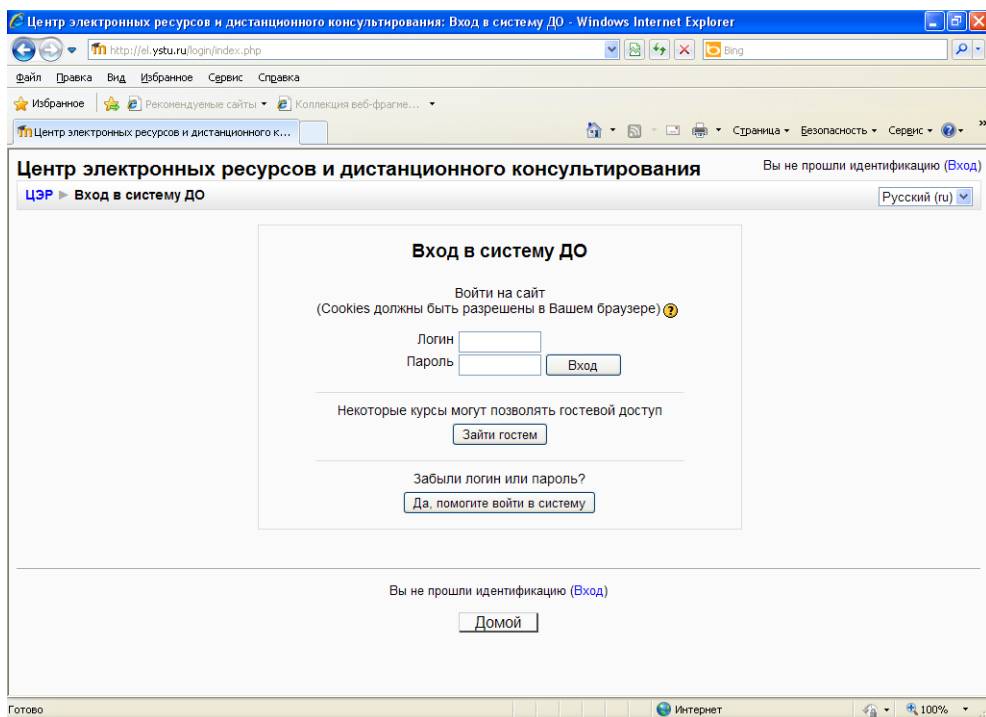 Центр электронных ресурсов и дистанционного консультирования: Вход в систему ДО - Windows Internet Explorer
http://el.ystu.ru/login/index.php
Bing
Файл Правка Вид Избранное Сервис Справка
Избранное Рекомендуемые сайты Коллекция веб-фрагме...
Центр электронных ресурсов и дистанционного к...
Страница Безопасность Сервис »
Центр электронных ресурсов и дистанционного консультирования
Вы не прошли идентификацию (Вход)
ЦЭР ► Вход в систему ДО
Русский (ru)
Вход в систему ДО
Войти на сайт
(Cookies должны быть разрешены в Вашем браузере) ?
Логин
Пароль Вход
Некоторые курсы могут позволять гостевой доступ
Зайти гостем
Забыли логин или пароль?
Да, помогите войти в систему
Вы не прошли идентификацию (Вход)
Домой
Готово Интернет 100%